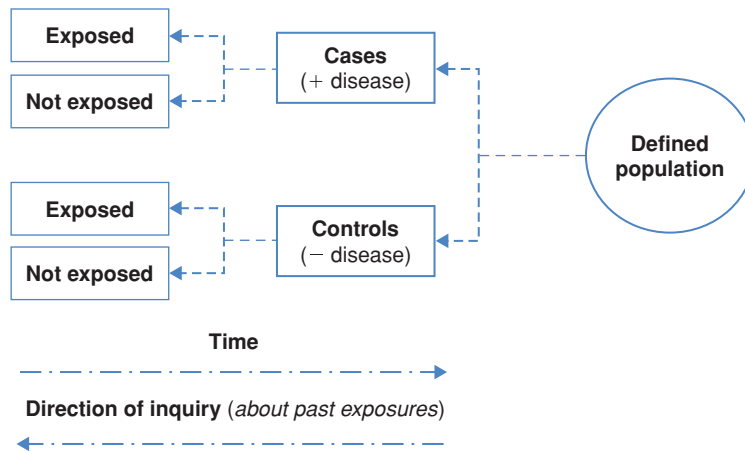 Exposed
Not exposed
Cases
(+ disease)
Defined
population
Exposed
Not exposed
Controls
(− disease)
Time
Direction of inquiry (about past exposures)